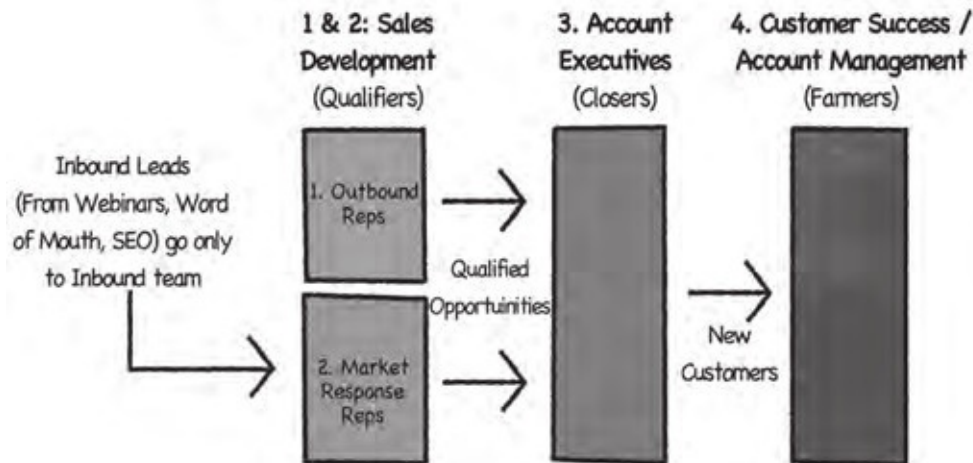 1 & 2: Sales
Development
(Qualifiers)
3. Account
Executives
(Closers)
4. Customer Success /
Account Management
(Farmers)
Inbound Leads
(From Webinars, Word
of Mouth, SEO) go only
to Inbound team
1. Outbound
Reps
Qualified
Opportuinities
2. Market
Response
Reps
New
Customers